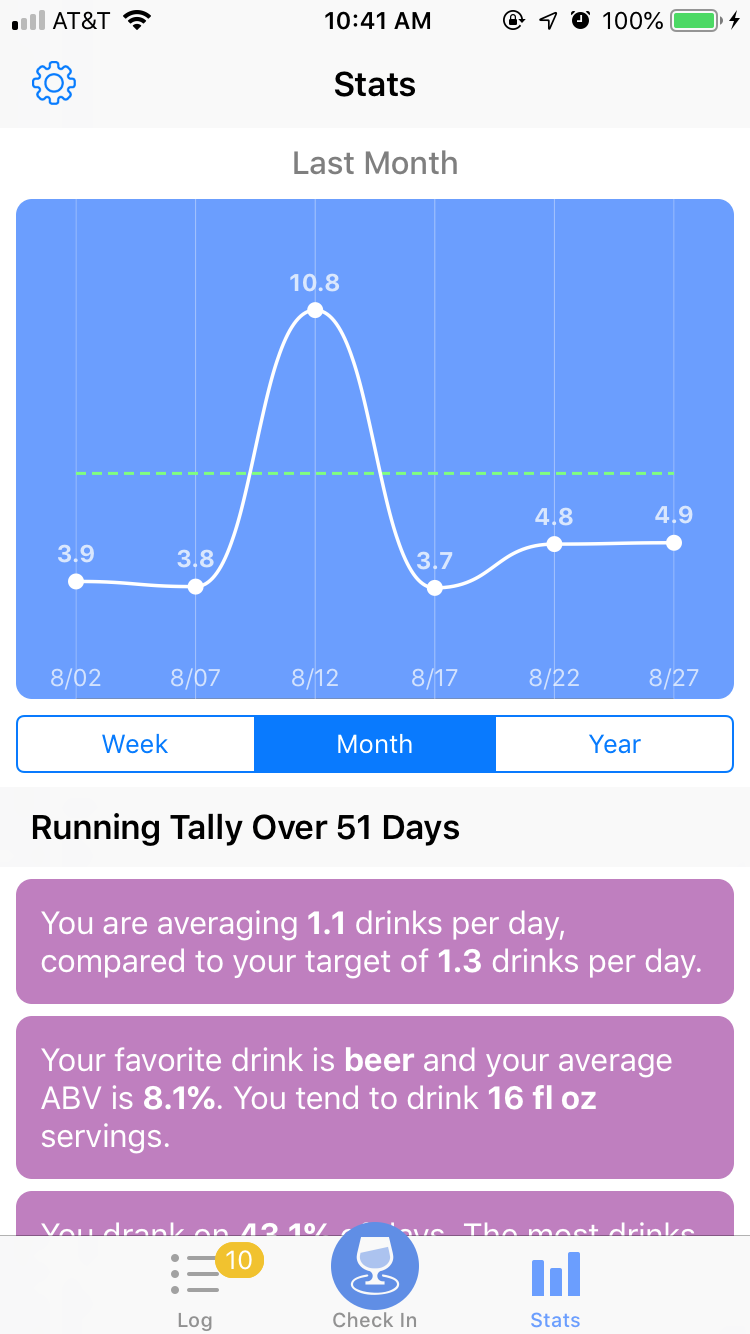 AT&T 10:41 AM 100%
Stats
Last Month
10.8
4.8 4.9
3.9 3.8 3.7
8/02 8/07 8/12 8/17 8/22 8/27
Week Month Year
Running Tally Over 51 Days
You are averaging 1.1 drinks per day,
compared to your target of 1.3 drinks per day.
Your favorite drink is beer and your average
ABV is 8.1%. You tend to drink 16 fl oz
servings.
You drank on 43.1% of days. The most drinks
10
Log Check In Stats